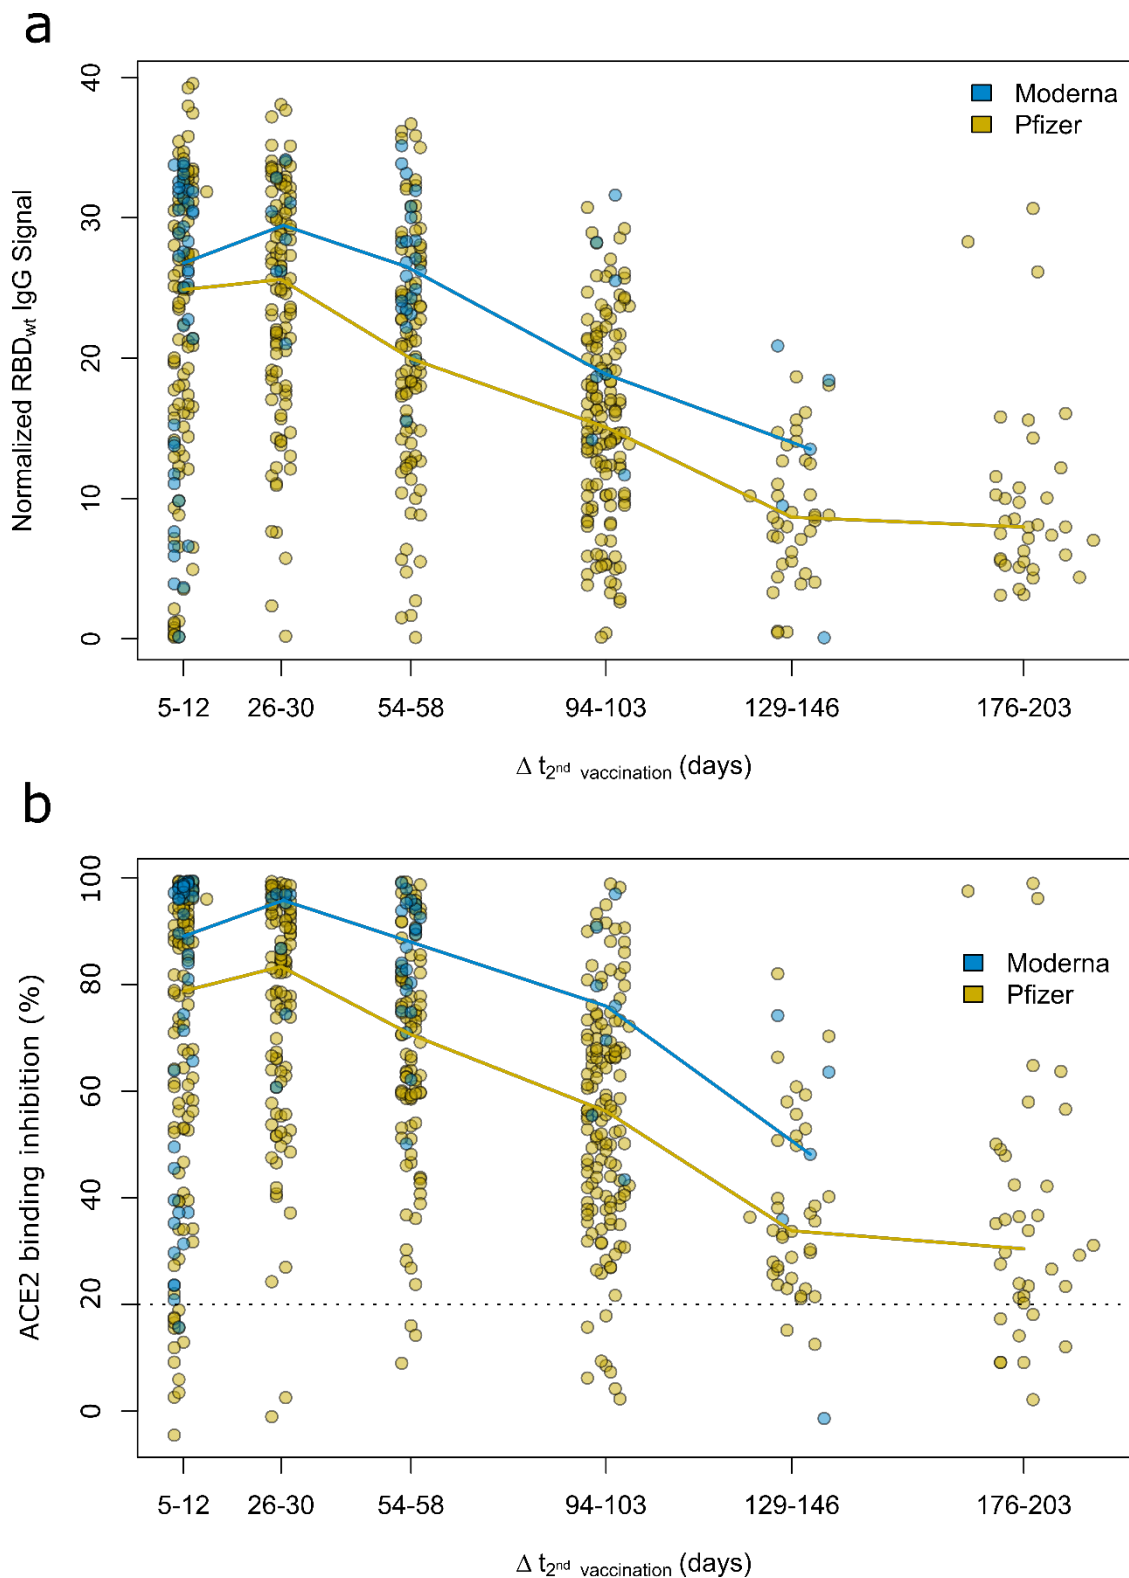 a
Normalized RBDwt IgG Signal
40
30
20
10
0
Moderna
Pfizer
5-12 26-30 54-58 94-103 129-146 176-203
Δ t2nd vaccination (days)
b
ACE2 binding inhibition (%)
100
80
60
40
20
0
Moderna
Pfizer
5-12 26-30 54-58 94-103 129-146 176-203
Δ t2nd vaccination (days)